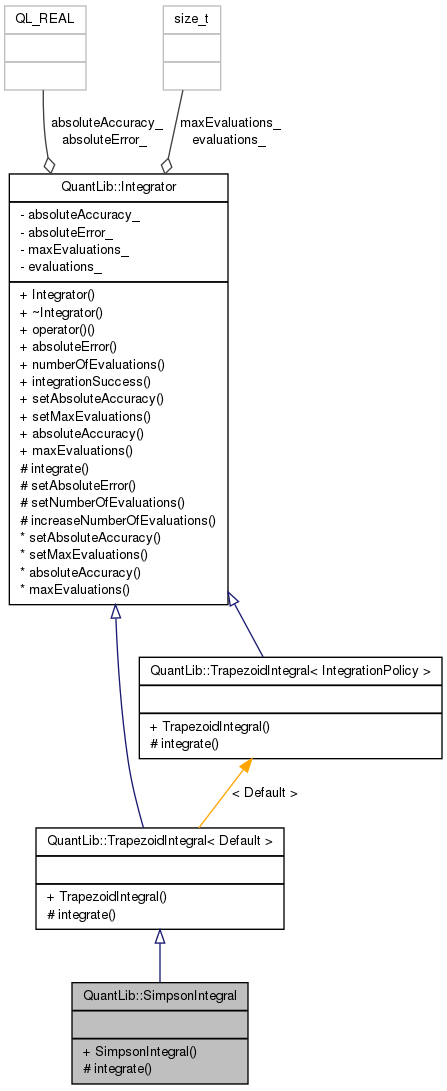 QL_REAL
size_t
absoluteAccuracy_
absoluteError_
maxEvaluations_
evaluations_
QuantLib::Integrator
- absoluteAccuracy_
- absoluteError_
- maxEvaluations_
- evaluations_
+ Integrator()
+ ~Integrator()
+ operator()()
+ absoluteError()
+ numberOfEvaluations()
+ integrationSuccess()
+ setAbsoluteAccuracy()
+ setMaxEvaluations()
+ absoluteAccuracy()
+ maxEvaluations()
# integrate()
# setAbsoluteError()
# setNumberOfEvaluations()
# increaseNumberOfEvaluations()
* setAbsoluteAccuracy()
* setMaxEvaluations()
* absoluteAccuracy()
* maxEvaluations()
QuantLib::TrapezoidIntegral< IntegrationPolicy >
+ TrapezoidIntegral()
# integrate()
< Default >
QuantLib::TrapezoidIntegral< Default >
+ TrapezoidIntegral()
# integrate()
QuantLib::SimpsonIntegral
+ SimpsonIntegral()
# integrate()